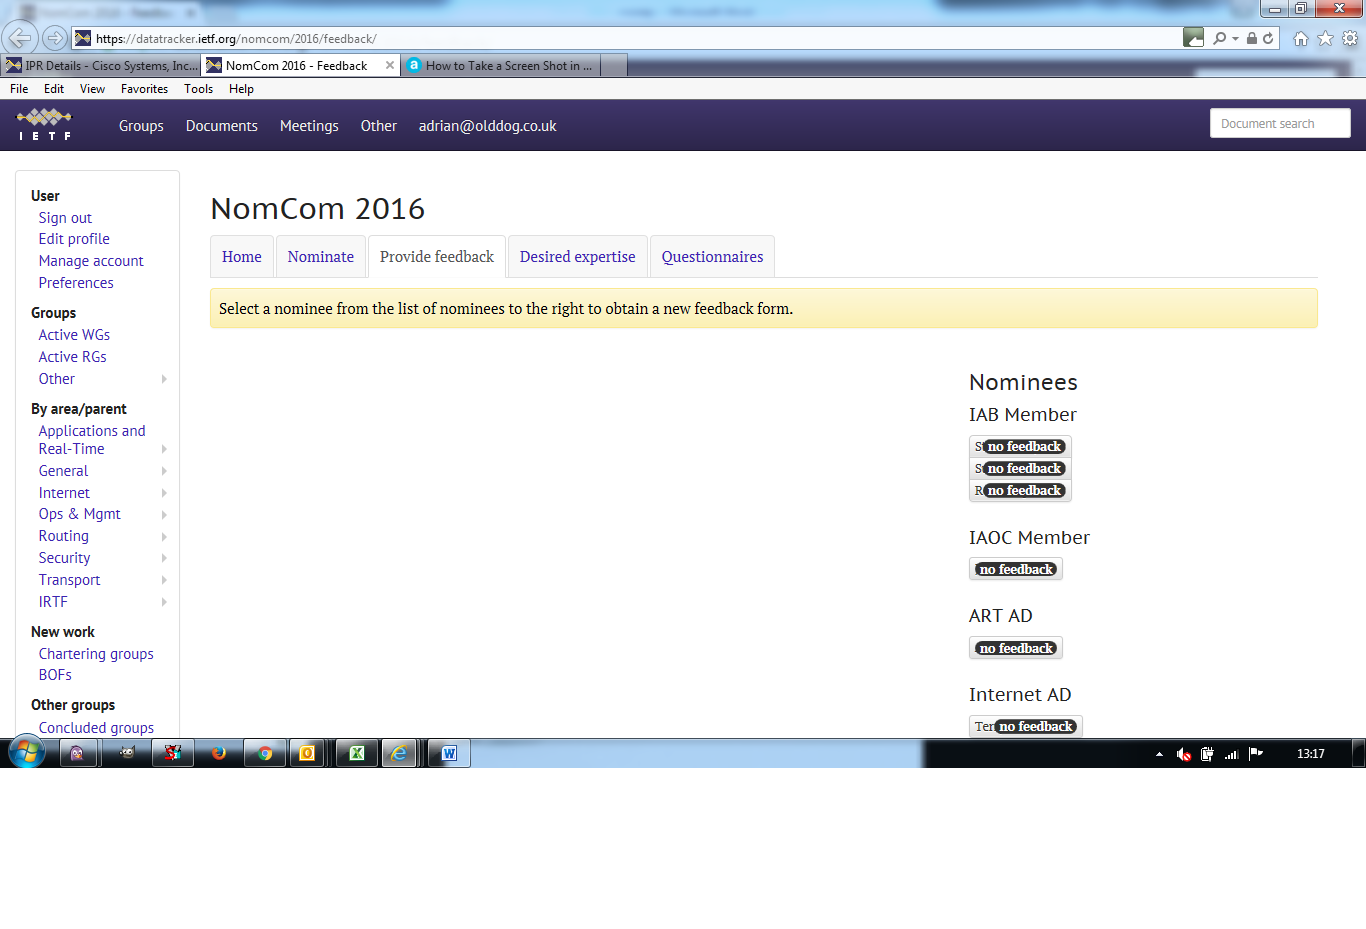 https://datatracker.ietf.org/nomcom/2016/feedback/
IPR Details - Cisco Systems, Inc...
NomCom 2016 - Feedback
How to Take a Screen Shot in ...
File Edit View Favorites Tools Help
I E T F
Groups Documents Meetings Other adrian@olddog.co.uk
Document search
User
Sign out
Edit profile
Manage account
Preferences
Groups
Active WGs
Active RGs
Other
By area/parent
Applications and
Real-Time
General
Internet
Ops & Mgmt
Routing
Security
Transport
IRTF
New work
Chartering groups
BOFs
Other groups
Concluded groups
NomCom 2016
Home Nominate Provide feedback Desired expertise Questionnaires
Select a nominee from the list of nominees to the right to obtain a new feedback form.
Nominees
IAB Member
no feedback
no feedback
R no feedback
IAOC Member
no feedback
ART AD
no feedback
Internet AD
Ter no feedback
13:17